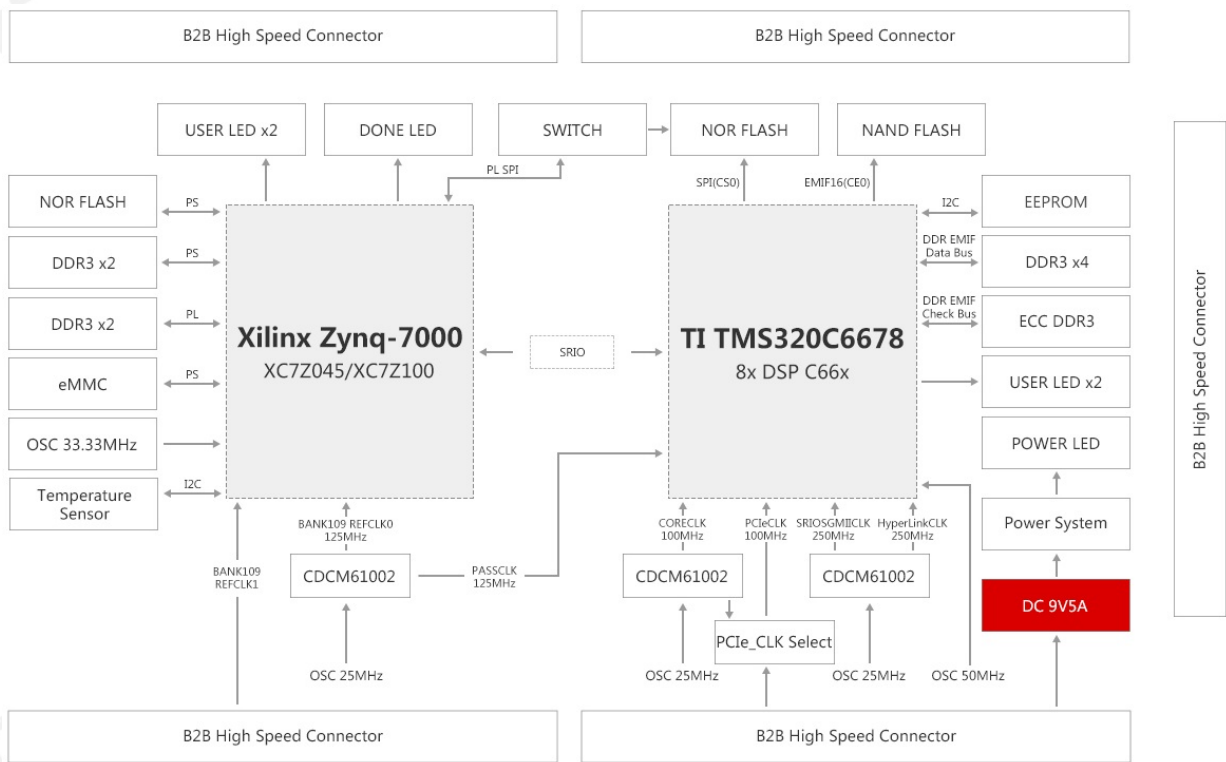 B2B High Speed Connector
B2B High Speed Connector
USER LED x2
DONE LED
SWITCH
NOR FLASH
NAND FLASH
PL SPI
SPI(CS0)
EMIF16(CE0)
NOR FLASH
PS
DDR3 x2
PS
DDR3 x2
PL
eMMC
PS
OSC 33.33MHz
Temperature
Sensor
I2C
Xilinx Zynq-7000
XC7Z045/XC7Z100
SRIO
TI TMS320C6678
8x DSP C66x
I2C
EEPROM
DDR EMIF
Data Bus
DDR3 x4
DDR EMIF
Check Bus
ECC DDR3
USER LED x2
POWER LED
Power System
DC 9V5A
B2B High Speed Connector
BANK109 REFCLK0
125MHz
BANK109
REFCLK1
CDCM61002
PASSCLK
125MHz
OSC 25MHz
CORECLK
100MHz
PCIeCLK
100MHz
SRIOSGMIICLK
250MHz
HyperLinkCLK
250MHz
CDCM61002
CDCM61002
PCIe_CLK Select
OSC 25MHz
OSC 25MHz
OSC 50MHz
B2B High Speed Connector
B2B High Speed Connector